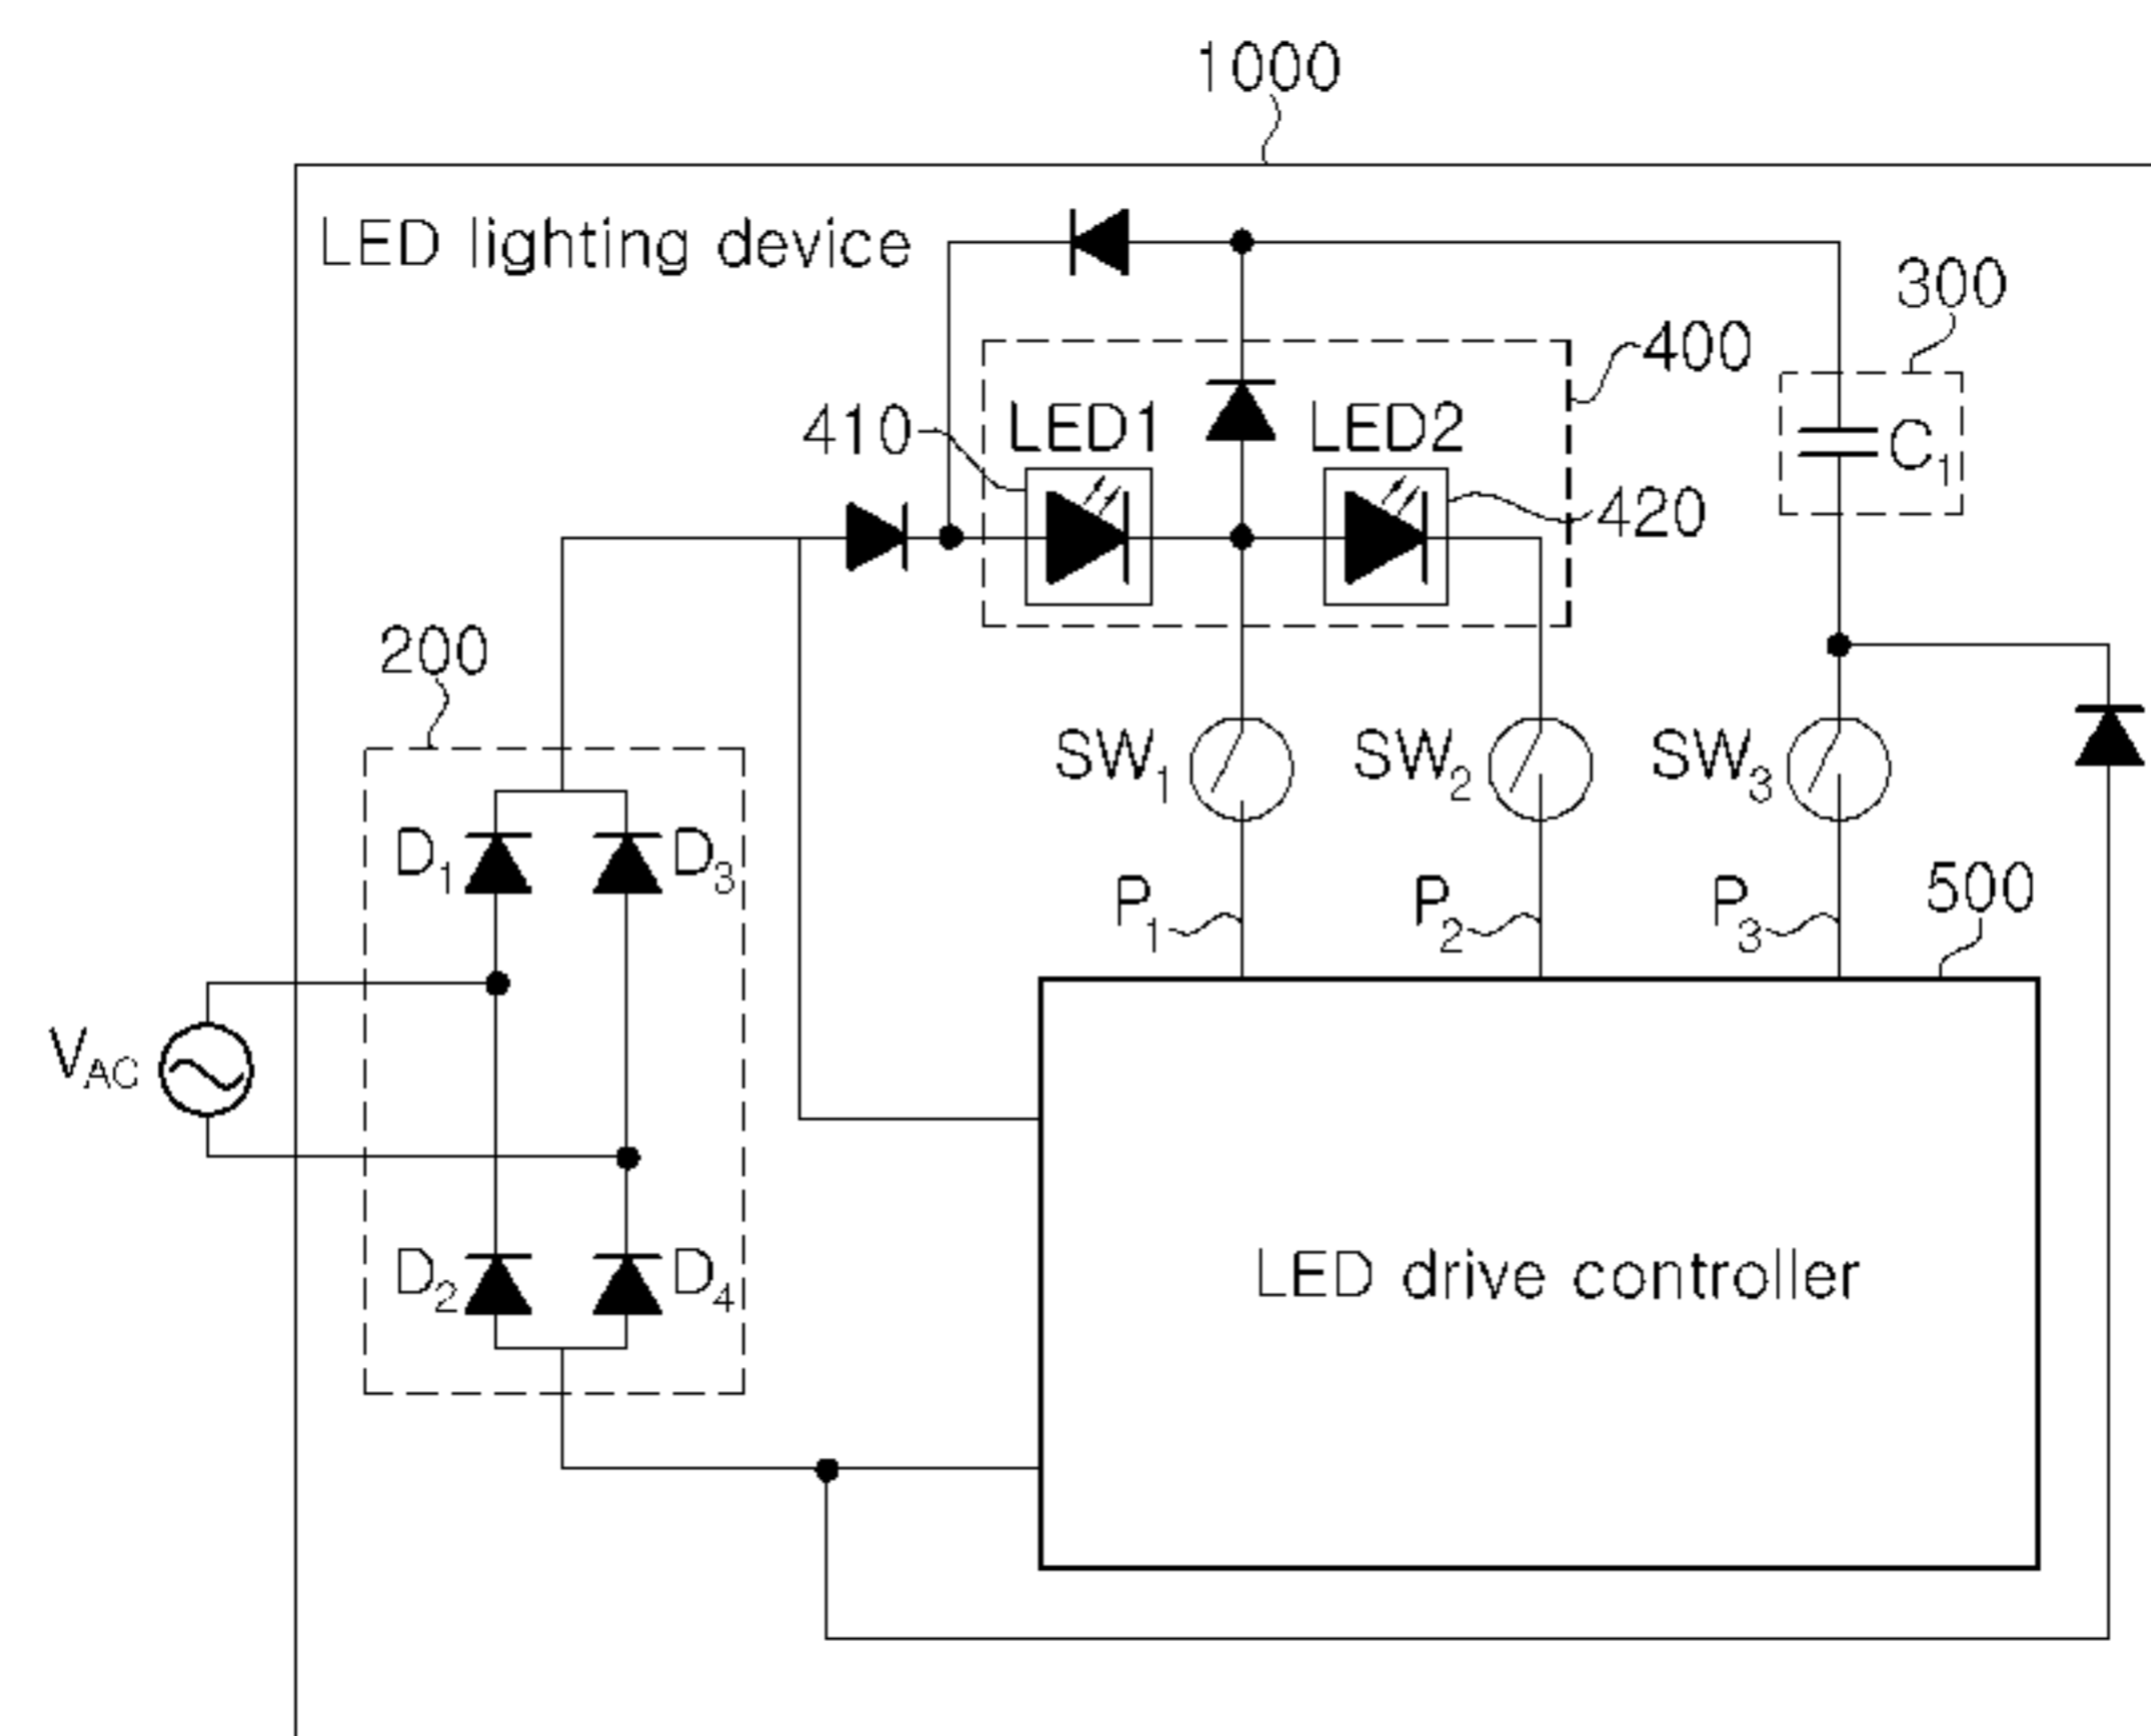 1000
LED lighting device
300
400
410
LED1
LED2
C1
420
200
SW1
SW2
SW3
D1
D3
P1
P2
P3
500
VAC
D2
D4
LED drive controller